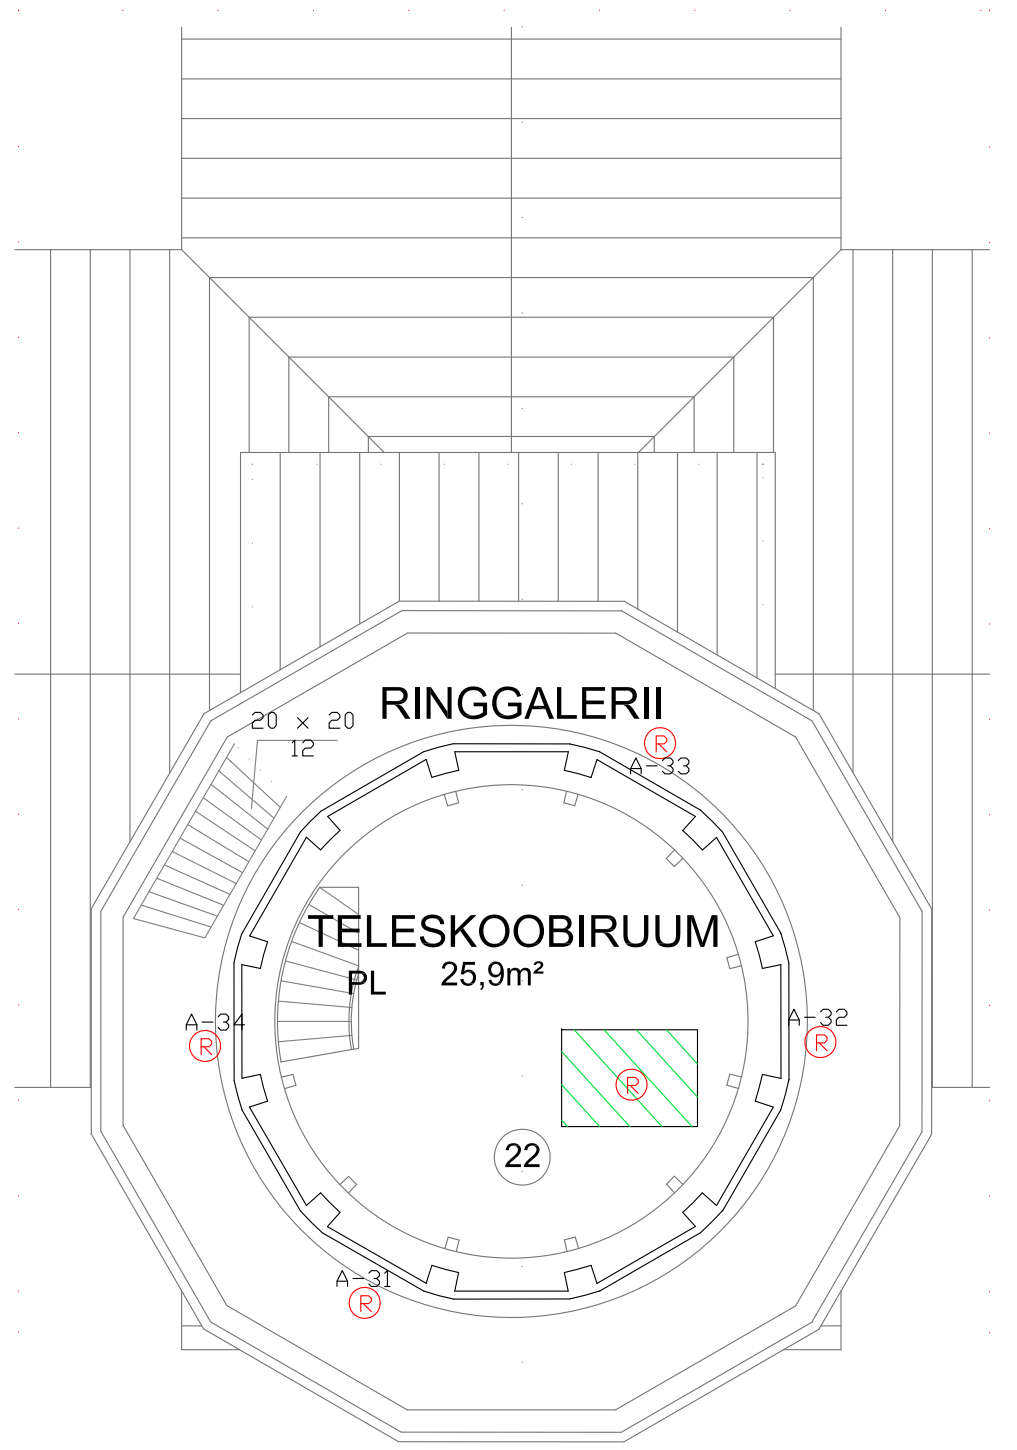 RINGGALERII
20 x 20
12
R
A-33
TELESKOOBIRUUM
25,9m²
PL
A-34
R
A-32
R
R
22
A-31
R